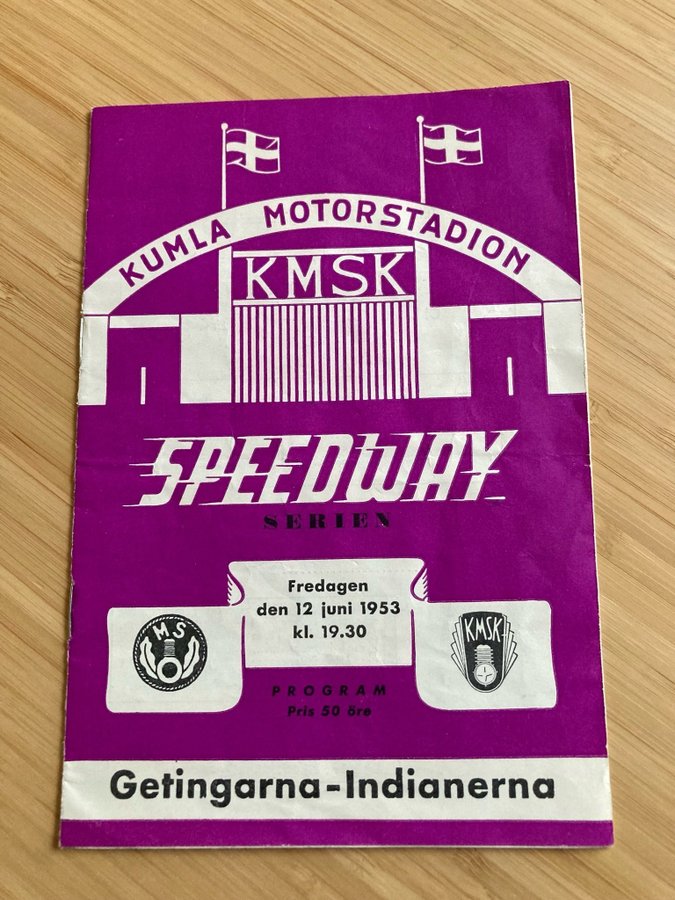 KUMLA MOTORSTADION
KMSK
SPEEDWAY
SERIEN
Fredagen
den 12 juni 1953
kl. 19.30
MS
KMSK
PROGRAM
Pris 50 öre
Getingarna-Indianerna